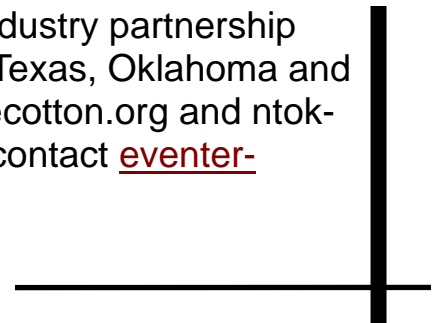 dustry partnership
Texas, Oklahoma and
ecotton.org and ntok-
contact eventer-